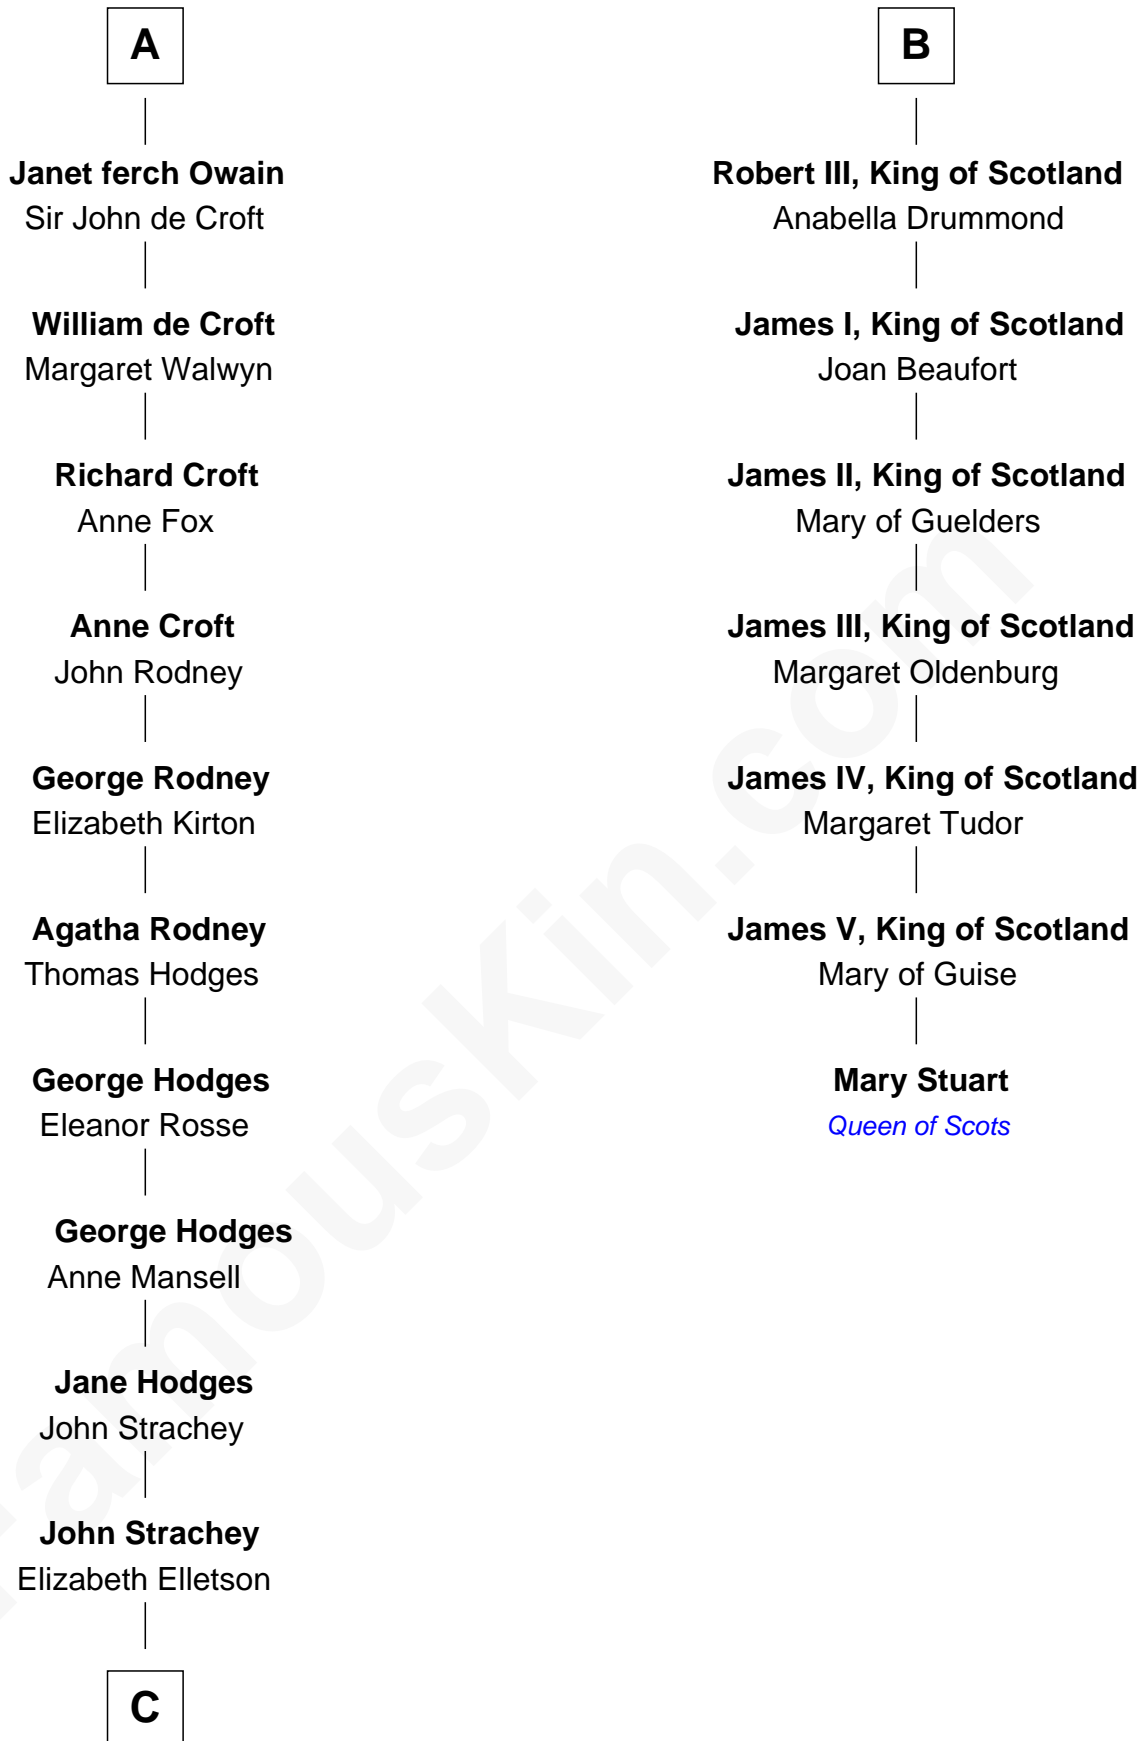 A
Janet ferch Owain
Sir John de Croft
William de Croft
Margaret Walwyn
Richard Croft
Anne Fox
Anne Croft
John Rodney
George Rodney
Elizabeth Kirton
Agatha Rodney
Thomas Hodges
George Hodges
Eleanor Rosse
George Hodges
Anne Mansell
Jane Hodges
John Strachey
John Strachey
Elizabeth Elletson
C
B
Robert III, King of Scotland
Anabella Drummond
James I, King of Scotland
Joan Beaufort
James II, King of Scotland
Mary of Guelders
James III, King of Scotland
Margaret Oldenburg
James IV, King of Scotland
Margaret Tudor
James V, King of Scotland
Mary of Guise
Mary Stuart
Queen of Scots
FamousKin.com